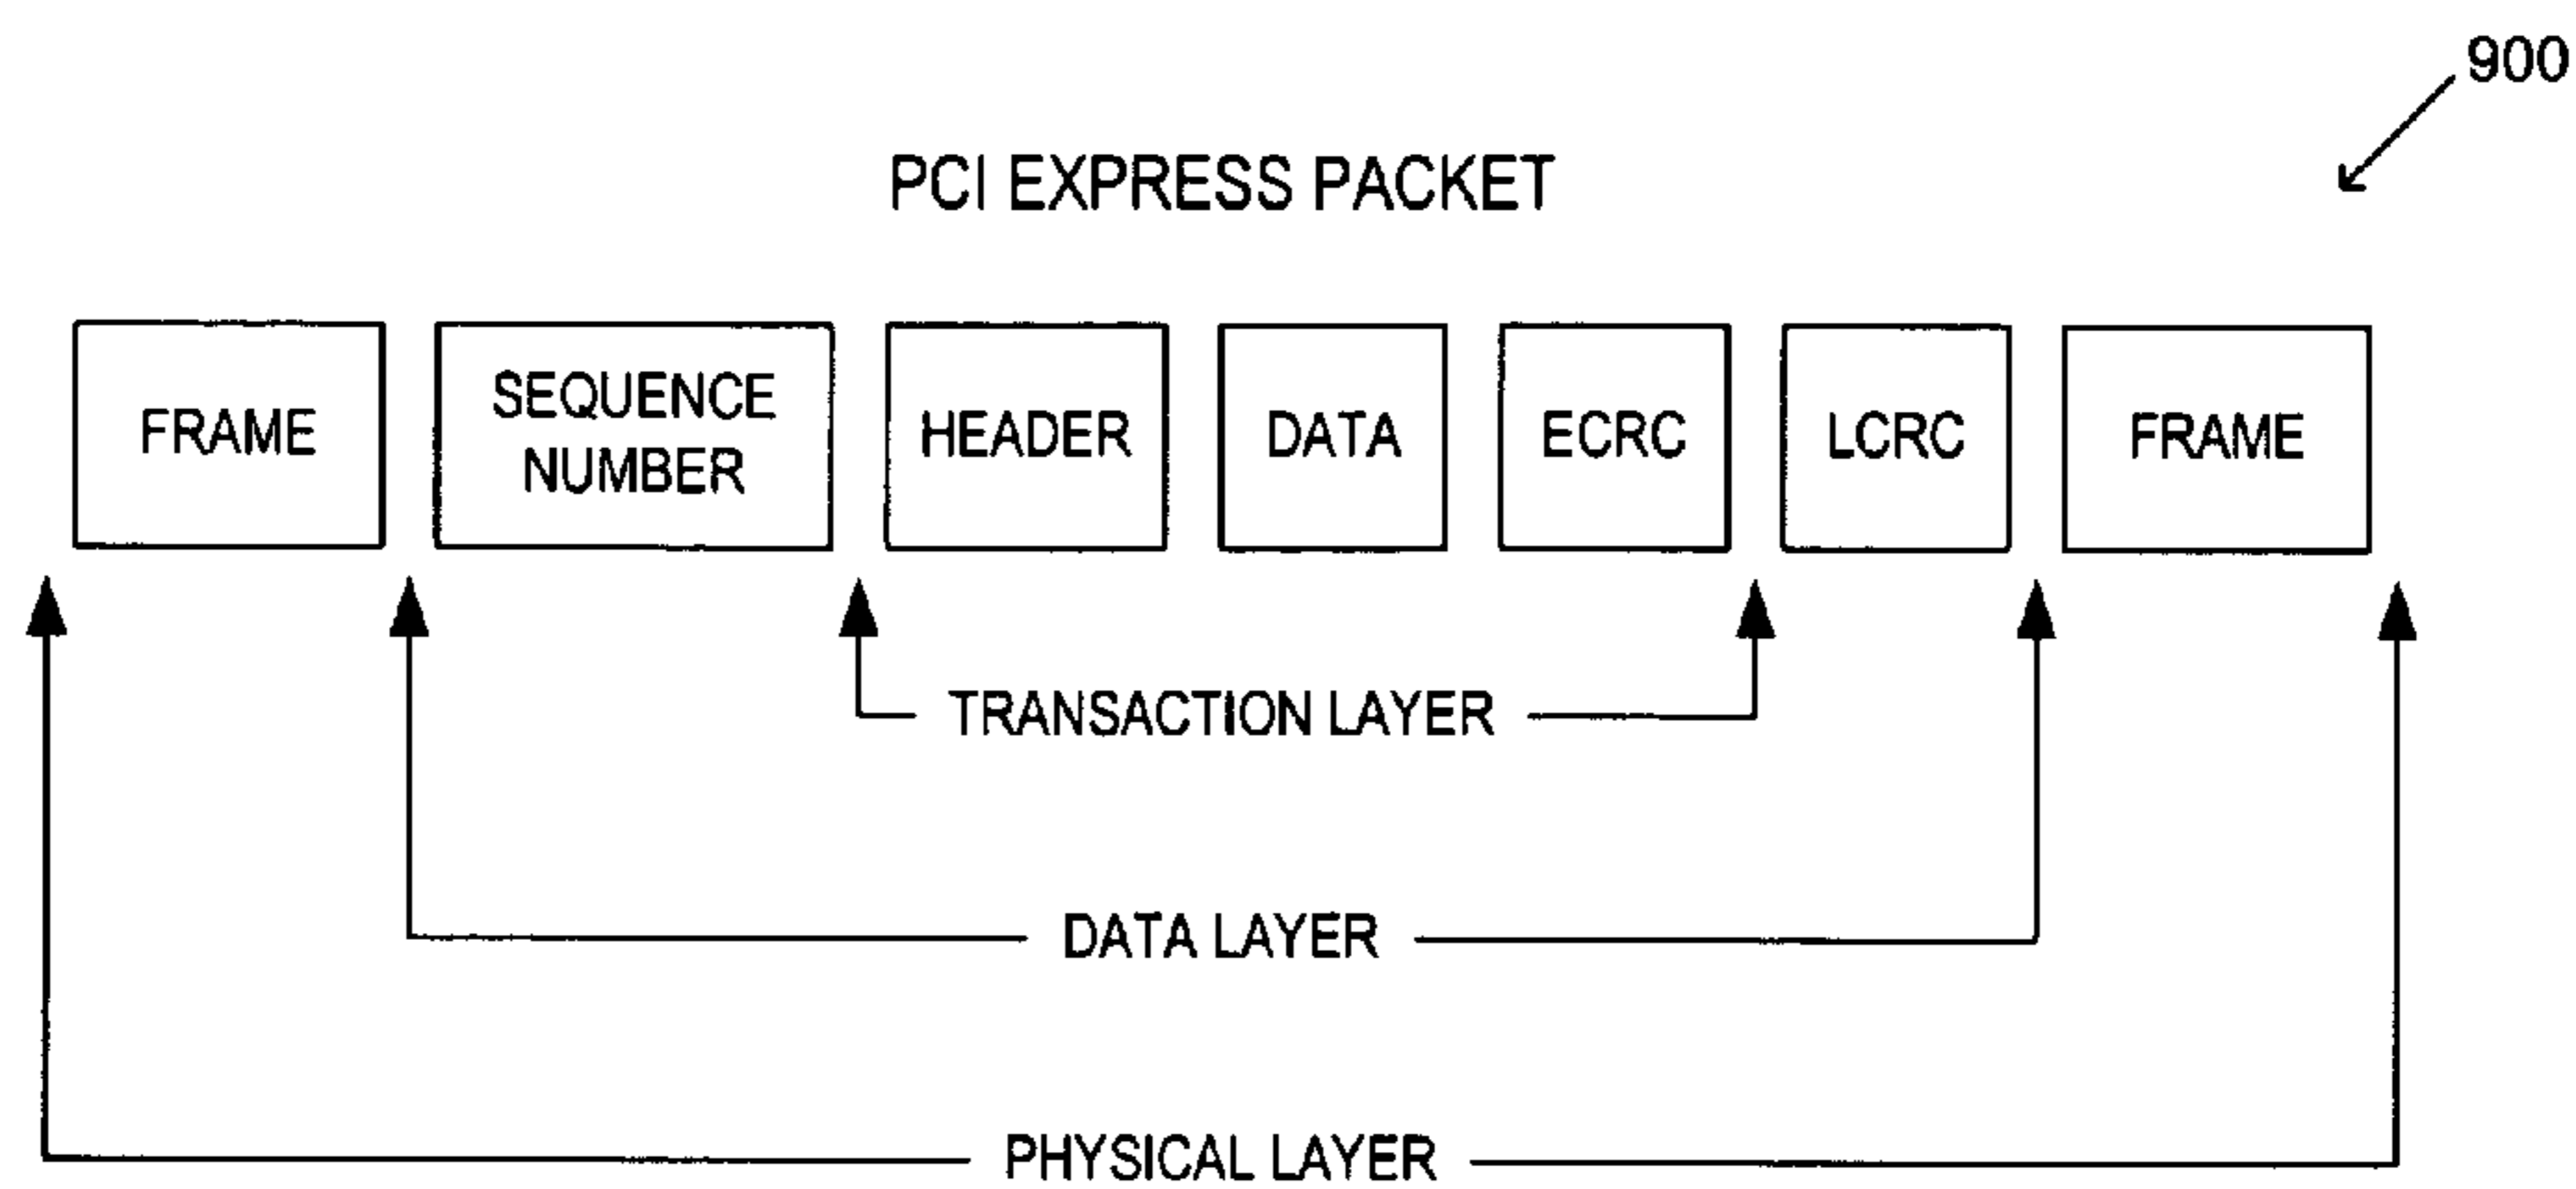 900
PCI EXPRESS PACKET
FRAME
SEQUENCE
NUMBER
HEADER
DATA
ECRC
LCRC
FRAME
TRANSACTION LAYER
DATA LAYER
PHYSICAL LAYER